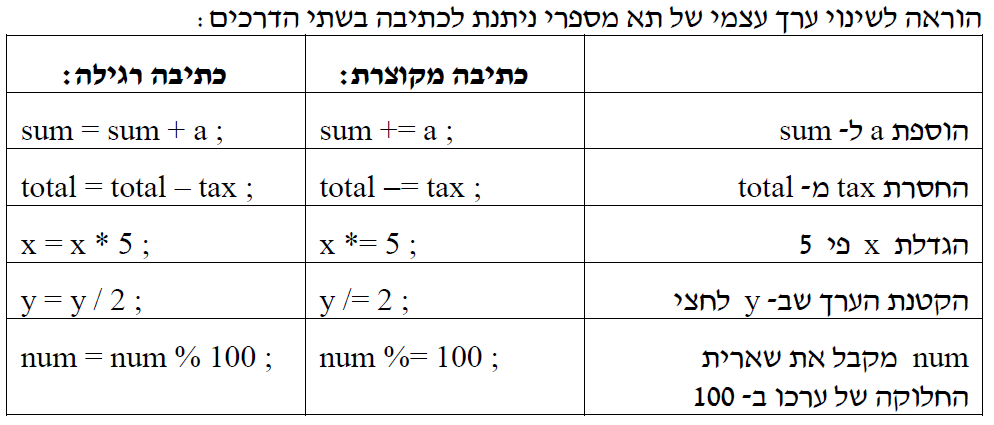 הוראה לשינוי ערך עצמי של תא מספרי ניתנת לכתיבה בשתי הדרכים:
כתיבה מקוצרת: כתיבה רגילה:
הוספת a ל- sum sum += a ; sum = sum + a ;
החסרת tax מ- total total –= tax ; total = total – tax ;
הגדלת x פי 5 x *= 5 ; x = x * 5 ;
הקטנת הערך שב- y לחצי y /= 2 ; y = y / 2 ;
num מקבל את שארית num %= 100 ; num = num % 100 ;
החלוקה של ערכו ב- 100